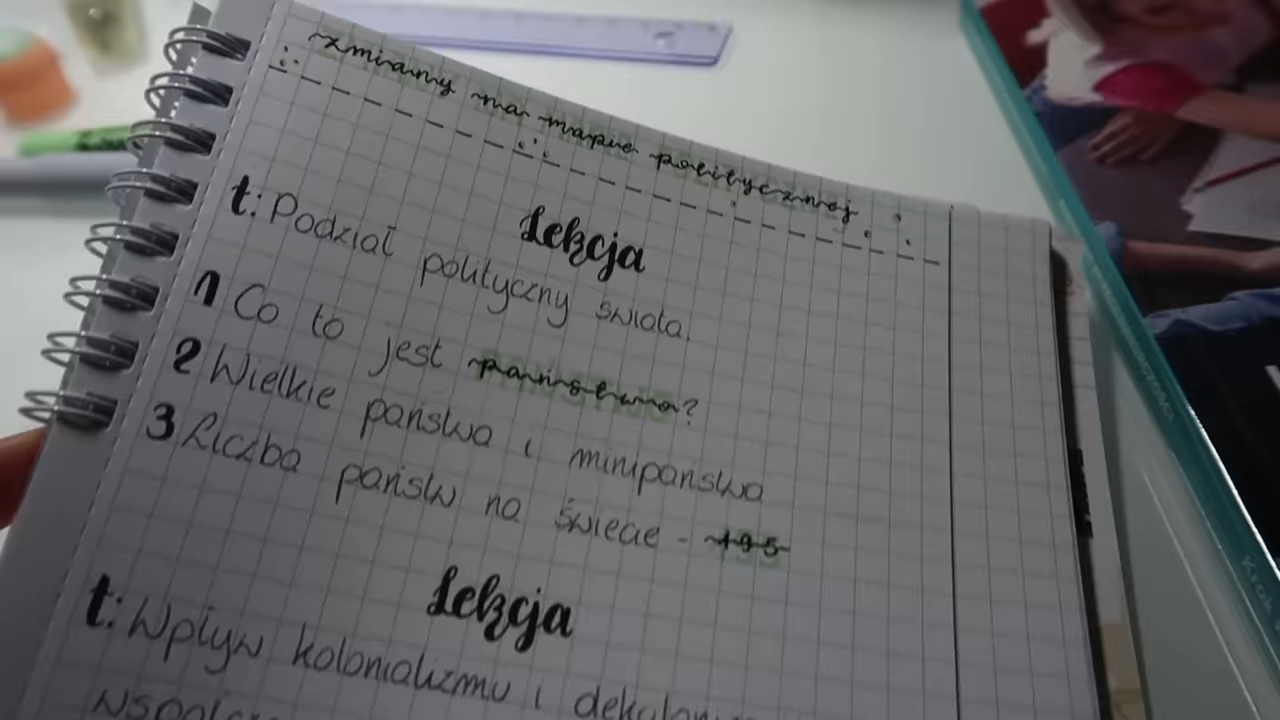 zmiany na mapie politycznej
Lekcja
t: Podział polityczny świata.
1 Co to jest państwo?
2 Wielkie państwa i minipaństwa
3 Liczba państw na świecie - 195
Lekcja
t: Wpływ kolonializmu i